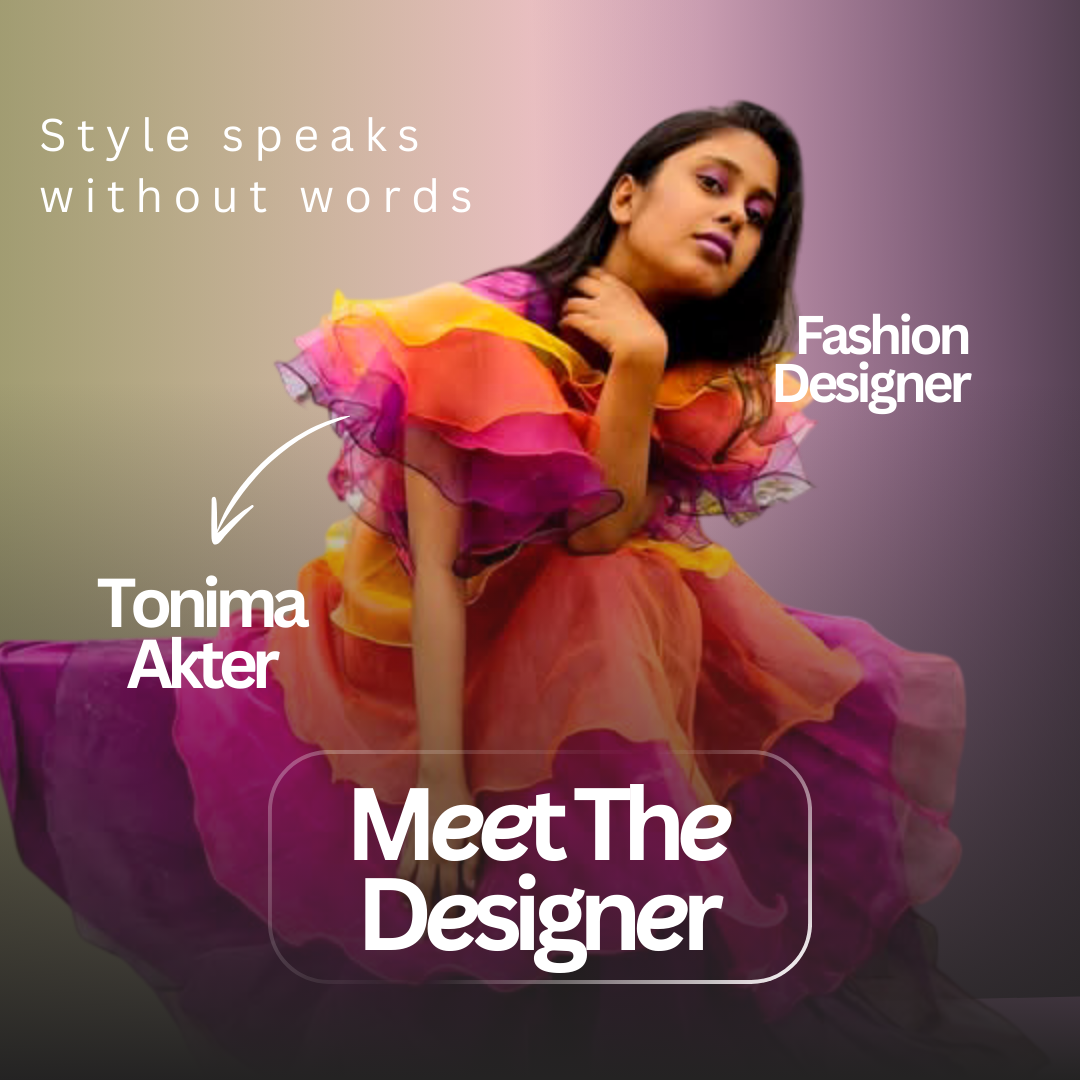 Style speaks
without words
Fashion
Designer
Tonima
Akter
Meet The
Designer